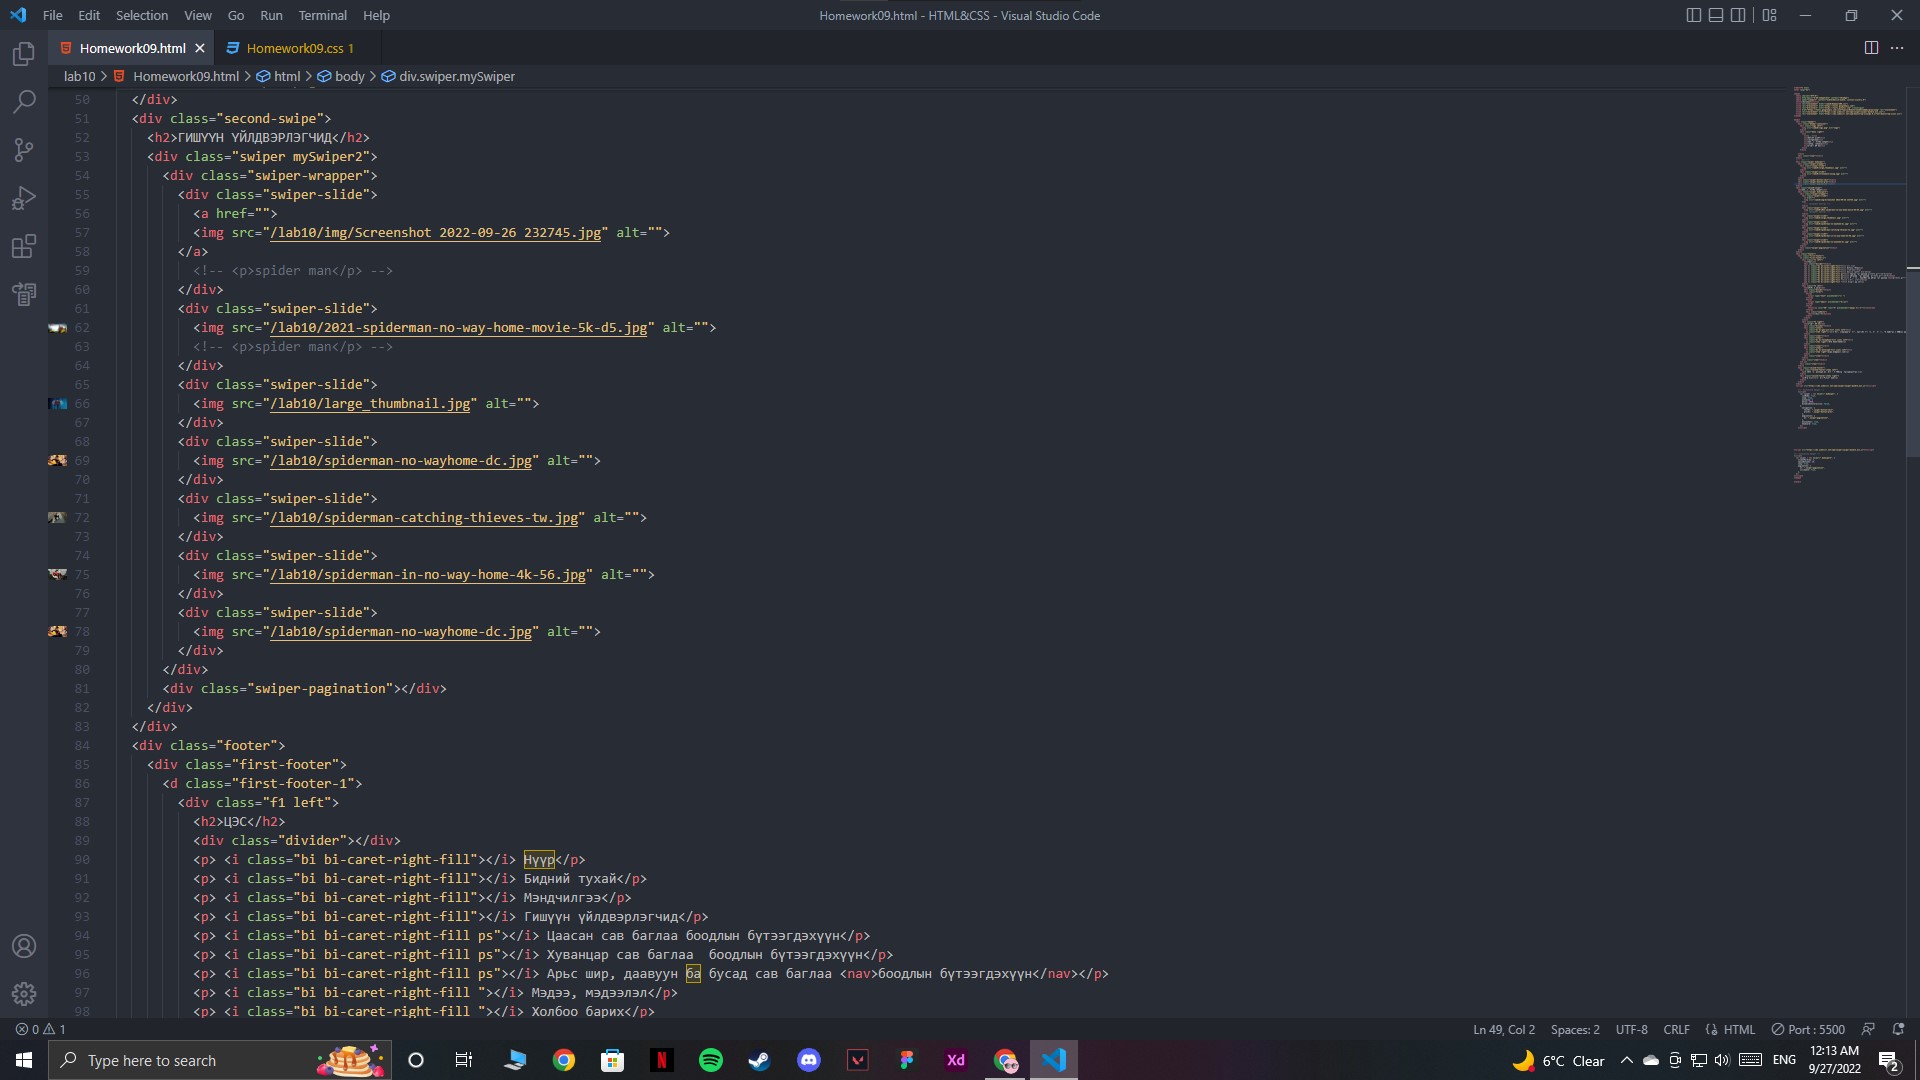 File Edit Selection View Go Run Terminal Help
Homework09.html - HTML&CSS - Visual Studio Code
Homework09.html
Homework09.css 1
lab10 > Homework09.html > html > body > div.swiper.mySwiper
50 </div>
51 <div class="second-swipe">
52 <h2>ГИШҮҮН ҮЙЛДВЭРЛЭГЧИД</h2>
53 <div class="swiper mySwiper2">
54 <div class="swiper-wrapper">
55 <div class="swiper-slide">
56 <a href="">
57 <img src="/lab10/img/Screenshot 2022-09-26 232745.jpg" alt="">
58 </a>
59 <!-- <p>spider man</p> -->
60 </div>
61 <div class="swiper-slide">
62 <img src="/lab10/2021-spiderman-no-way-home-movie-5k-d5.jpg" alt="">
63 <!-- <p>spider man</p> -->
64 </div>
65 <div class="swiper-slide">
66 <img src="/lab10/large_thumbnail.jpg" alt="">
67 </div>
68 <div class="swiper-slide">
69 <img src="/lab10/spiderman-no-wayhome-dc.jpg" alt="">
70 </div>
71 <div class="swiper-slide">
72 <img src="/lab10/spiderman-catching-thieves-tw.jpg" alt="">
73 </div>
74 <div class="swiper-slide">
75 <img src="/lab10/spiderman-in-no-way-home-4k-56.jpg" alt="">
76 </div>
77 <div class="swiper-slide">
78 <img src="/lab10/spiderman-no-wayhome-dc.jpg" alt="">
79 </div>
80 </div>
81 <div class="swiper-pagination"></div>
82 </div>
83 </div>
84 <div class="footer">
85 <div class="first-footer">
86 <d class="first-footer-1">
87 <div class="f1 left">
88 <h2>ЦЭС</h2>
89 <div class="divider"></div>
90 <p> <i class="bi bi-caret-right-fill"></i> Нүүр</p>
91 <p> <i class="bi bi-caret-right-fill"></i> Бидний тухай</p>
92 <p> <i class="bi bi-caret-right-fill"></i> Мэндчилгээ</p>
93 <p> <i class="bi bi-caret-right-fill"></i> Гишүүн үйлдвэрлэгчид</p>
94 <p> <i class="bi bi-caret-right-fill ps"></i> Цаасан сав баглаа боодлын бүтээгдэхүүн</p>
95 <p> <i class="bi bi-caret-right-fill ps"></i> Хуванцар сав баглаа  боодлын бүтээгдэхүүн</p>
96 <p> <i class="bi bi-caret-right-fill ps"></i> Арьс шир, даавуун ба бусад сав баглаа <nav>боодлын бүтээгдэхүүн</nav></p>
97 <p> <i class="bi bi-caret-right-fill "></i> Мэдээ, мэдээлэл</p>
98 <p> <i class="bi bi-caret-right-fill "></i> Холбоо барих</p>
0 1 Ln 49, Col 2 Spaces: 2 UTF-8 CRLF HTML Port : 5500
Type here to search
Xd
6°C Clear
ENG
12:13 AM
9/27/2022
2